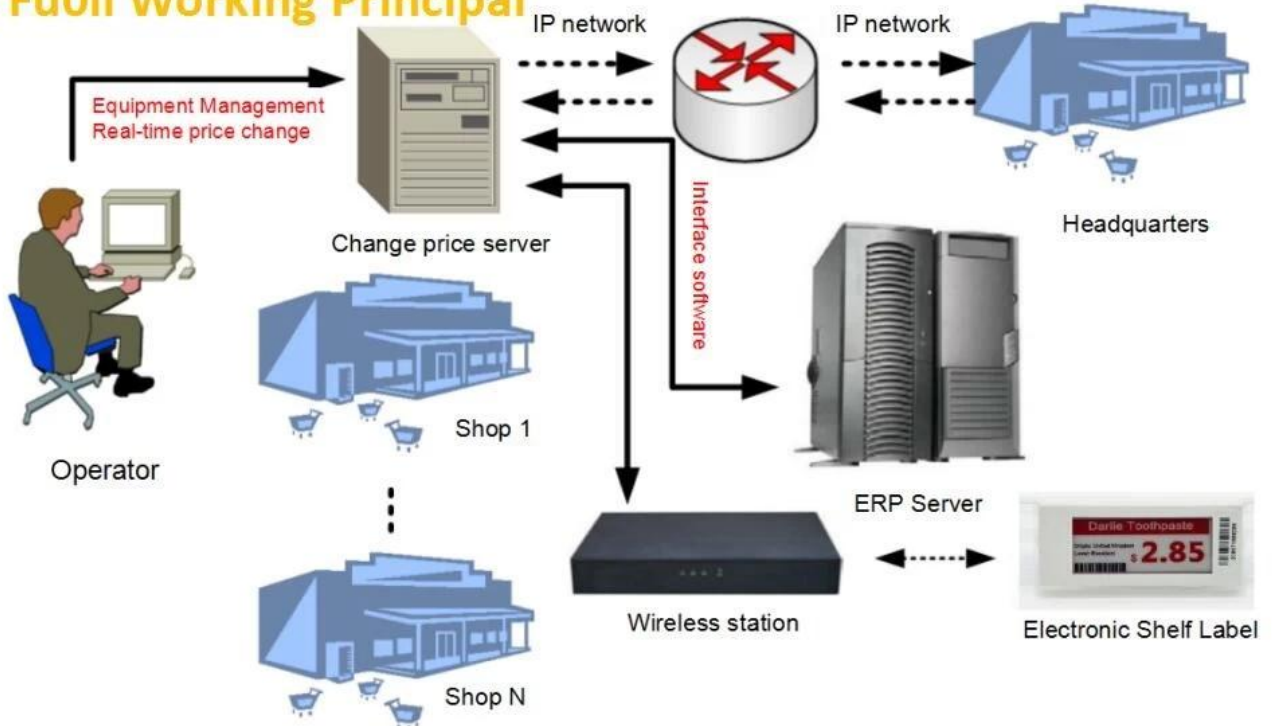 Fuoli Working Principal
IP network
IP network
Equipment Management
Real-time price change
Interface software
Headquarters
Change price server
Shop 1
Operator
ERP Server
Darlie Toothpaste
$ 2.85
Wireless station
Electronic Shelf Label
Shop N